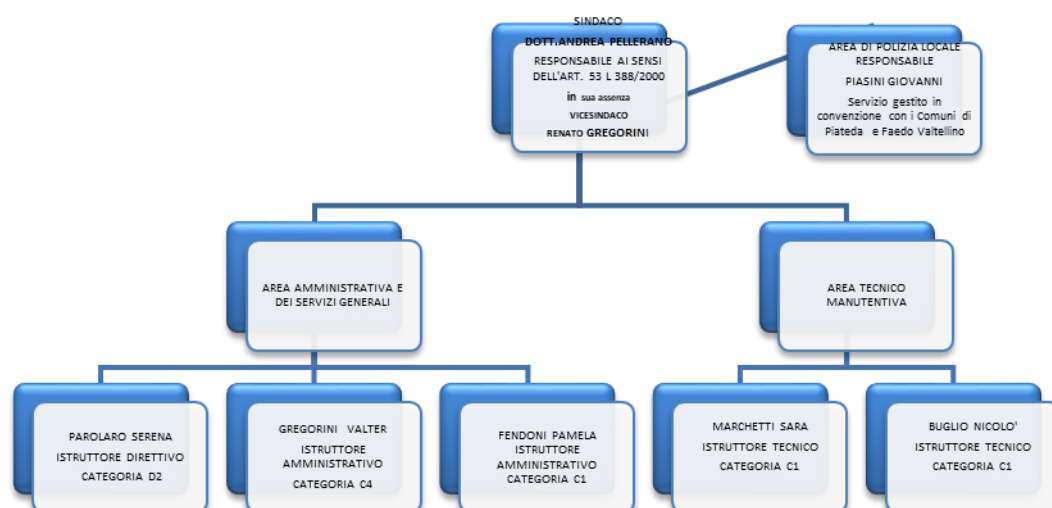 SINDACO
DOTT.ANDREA PELLERANO
RESPONSABILE AI SENSI
DELL'ART. 53 L 388/2000
in sua assenza
VICESINDACO
RENATO GREGORINI
AREA DI POLIZIA LOCALE
RESPONSABILE
PIASINI GIOVANNI
Servizio gestito in
convenzione con i Comuni di
Piateda e Faedo Valtellino
AREA AMMINISTRATIVA E
DEI SERVIZI GENERALI
AREA TECNICO
MANUTENTIVA
PAROLARO SERENA
ISTRUTTORE DIRETTIVO
CATEGORIA D2
GREGORINI VALTER
ISTRUTTORE
AMMINISTRATIVO
CATEGORIA C4
FENDONI PAMELA
ISTRUTTORE
AMMINISTRATIVO
CATEGORIA C1
MARCHETTI SARA
ISTRUTTORE TECNICO
CATEGORIA C1
BUGLIO NICOLO'
ISTRUTTORE TECNICO
CATEGORIA C1